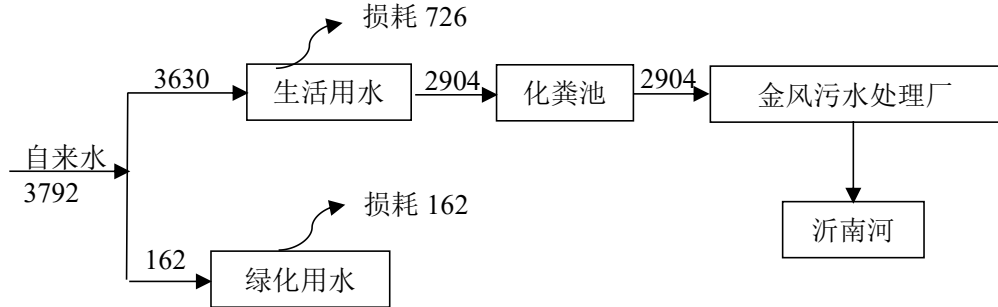 损耗 726
3630
生活用水
2904
化粪池
2904
金风污水处理厂
自来水
3792
沂南河
损耗 162
162
绿化用水